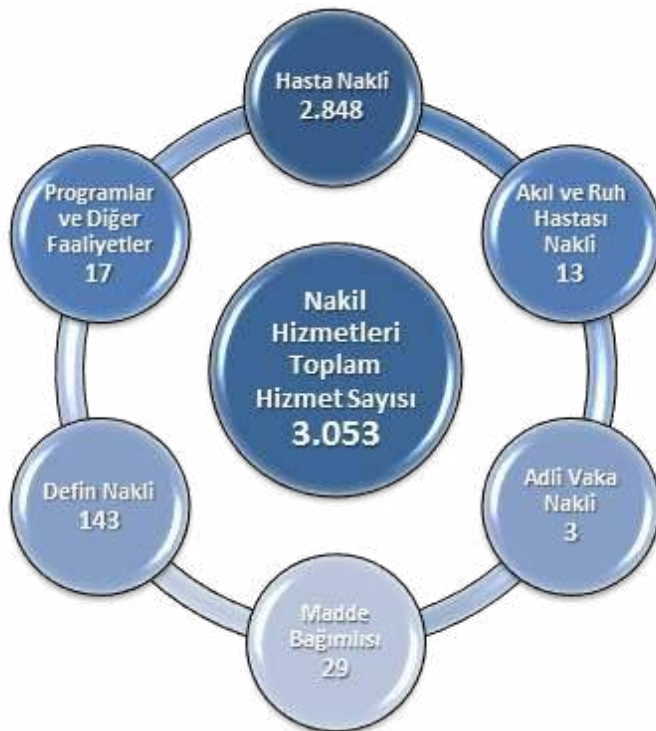 Hasta Nakli
2.848
Akıl ve Ruh
Hastası
Nakli
13
Adli Vaka
Nakli
3
Madde
Bağımlısı
29
Defin Nakli
143
Programlar
ve Diğer
Faaliyetler
17
Nakil
Hizmetleri
Toplam
Hizmet Sayısı
3.053